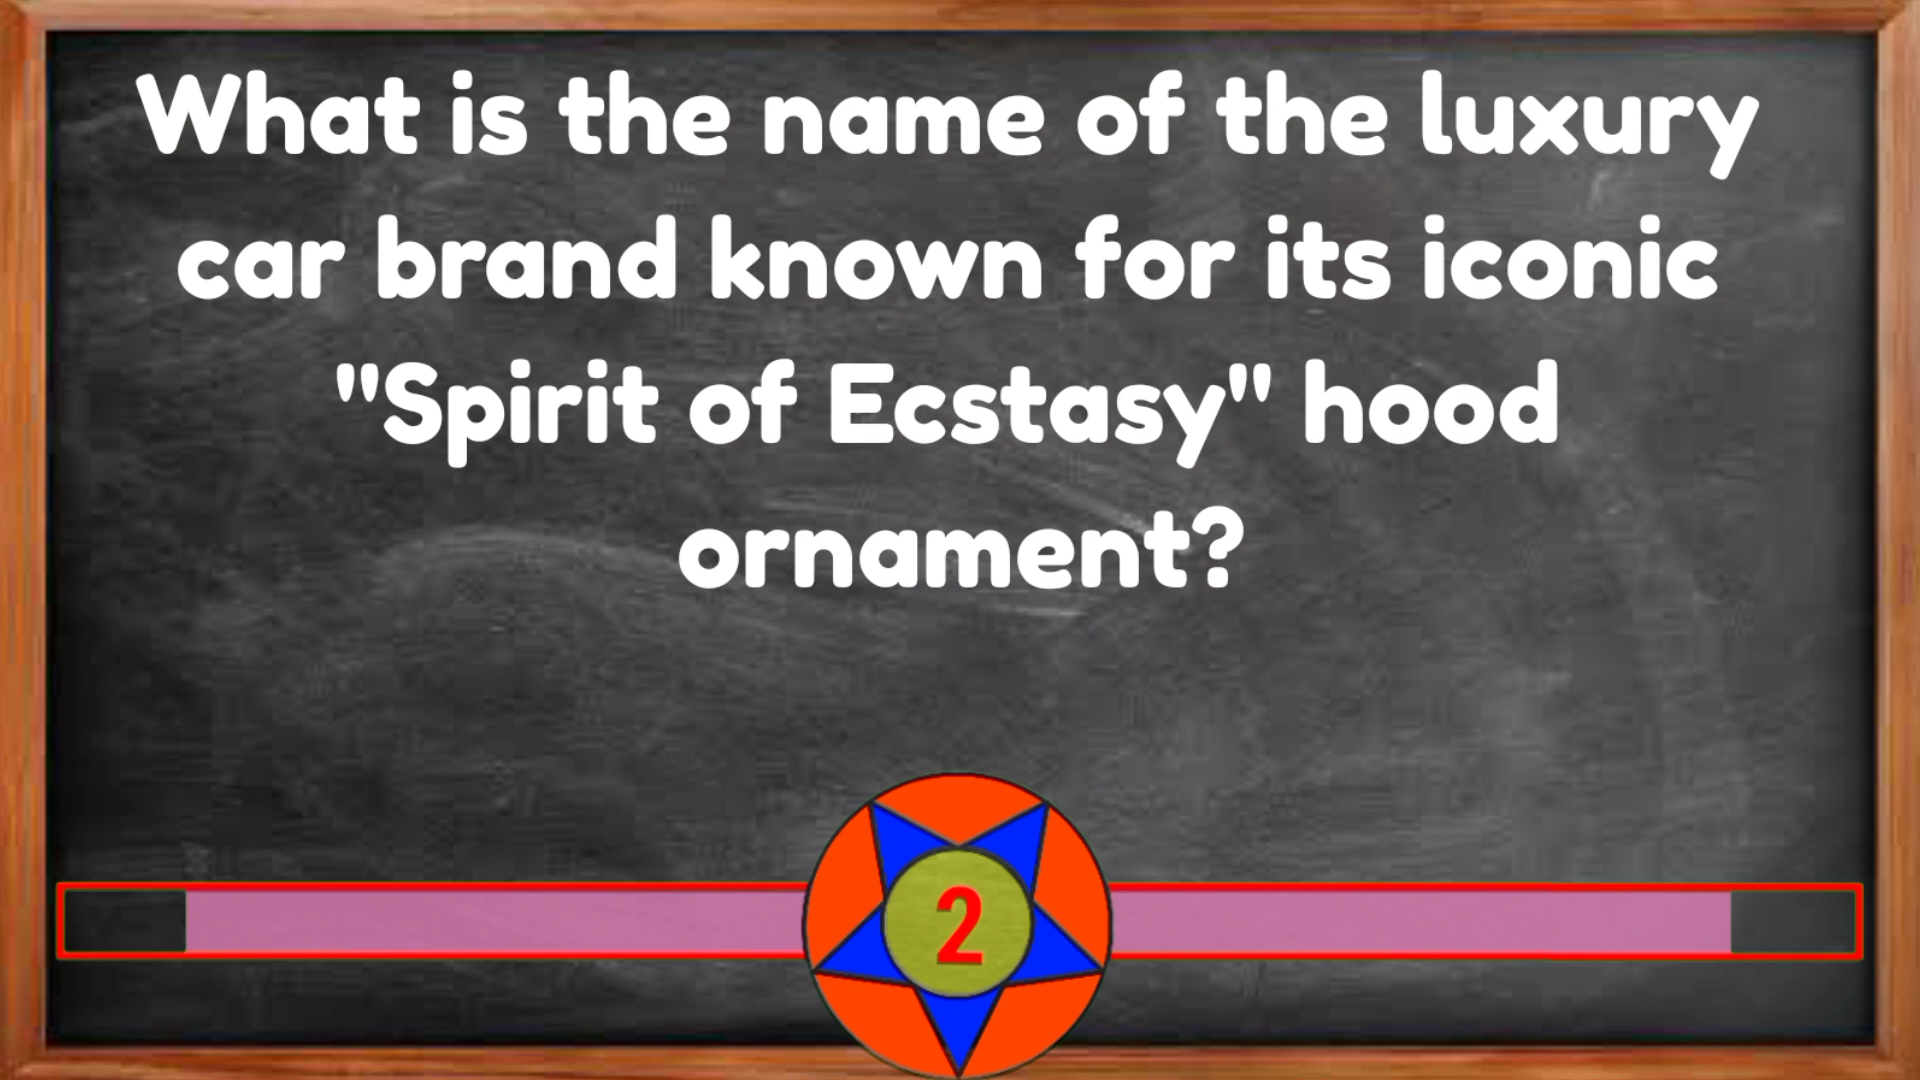 What is the name of the luxury
car brand known for its iconic
"Spirit of Ecstasy" hood
ornament?
2